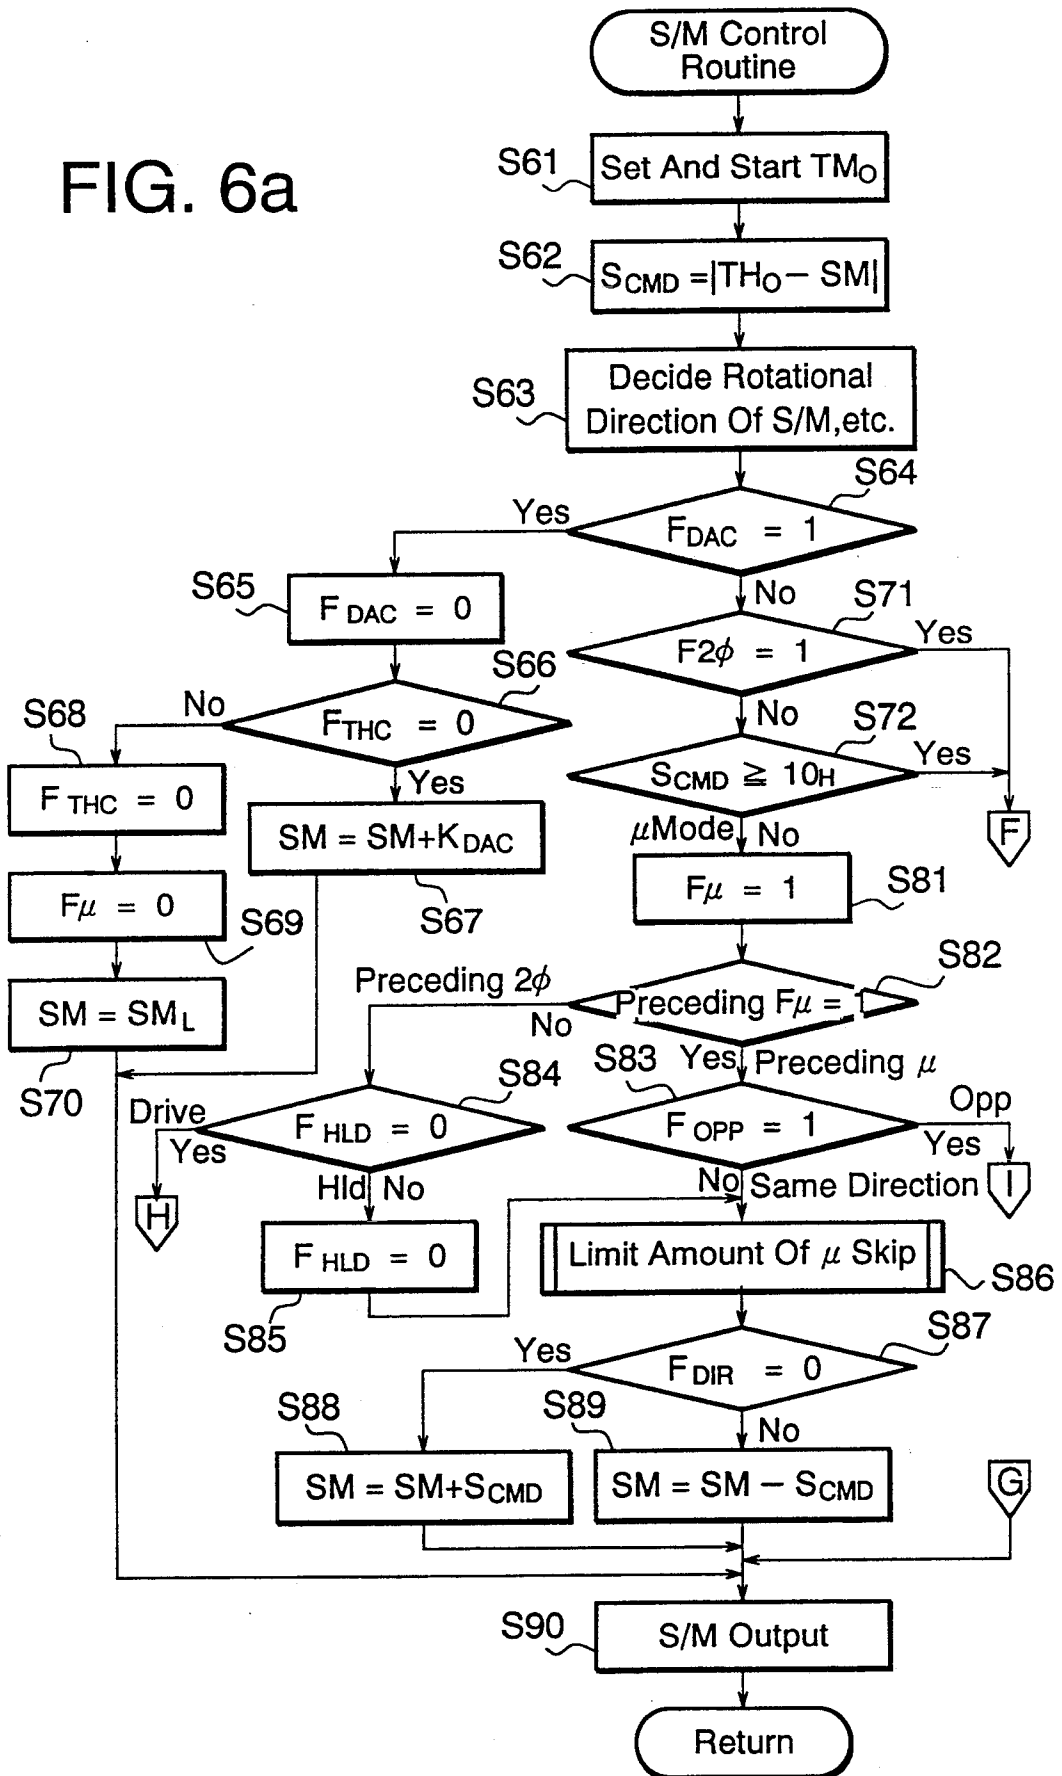 S/M Control
Routine
FIG. 6a
S61
Set And Start TMO
S62
SCMD =|THO − SM|
S63
Decide Rotational
Direction Of S/M,etc.
S64
Yes
FDAC = 1
No
S65
F DAC = 0
S71
F2ϕ = 1
Yes
S66
No
FTHC = 0
Yes
No
S72
SCMD ≧ 10H
Yes
S68
F THC = 0
SM = SM+KDAC
S67
μMode
No
F
Fμ = 1
S81
Fμ = 0
S69
SM = SML
S70
Preceding 2ϕ
No
S82
Preceding Fμ = 1
Yes
Preceding μ
S84
Drive
Yes
F HLD = 0
Hld
No
H
S83
FOPP = 1
Opp
Yes
No
Same Direction
I
F HLD = 0
S85
Limit Amount Of μ Skip
S86
S87
Yes
FDIR = 0
No
S88
SM = SM+SCMD
S89
SM = SM − SCMD
G
S90
S/M Output
Return